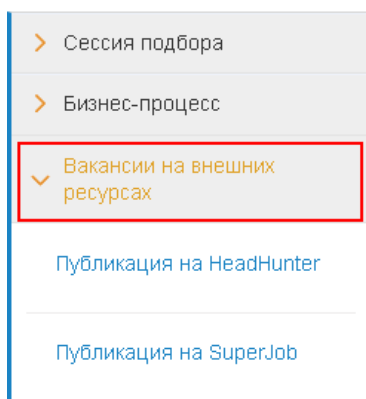 Сессия подбора
Бизнес-процесс
Вакансии на внешних
ресурсах
Публикация на HeadHunter
Публикация на SuperJob